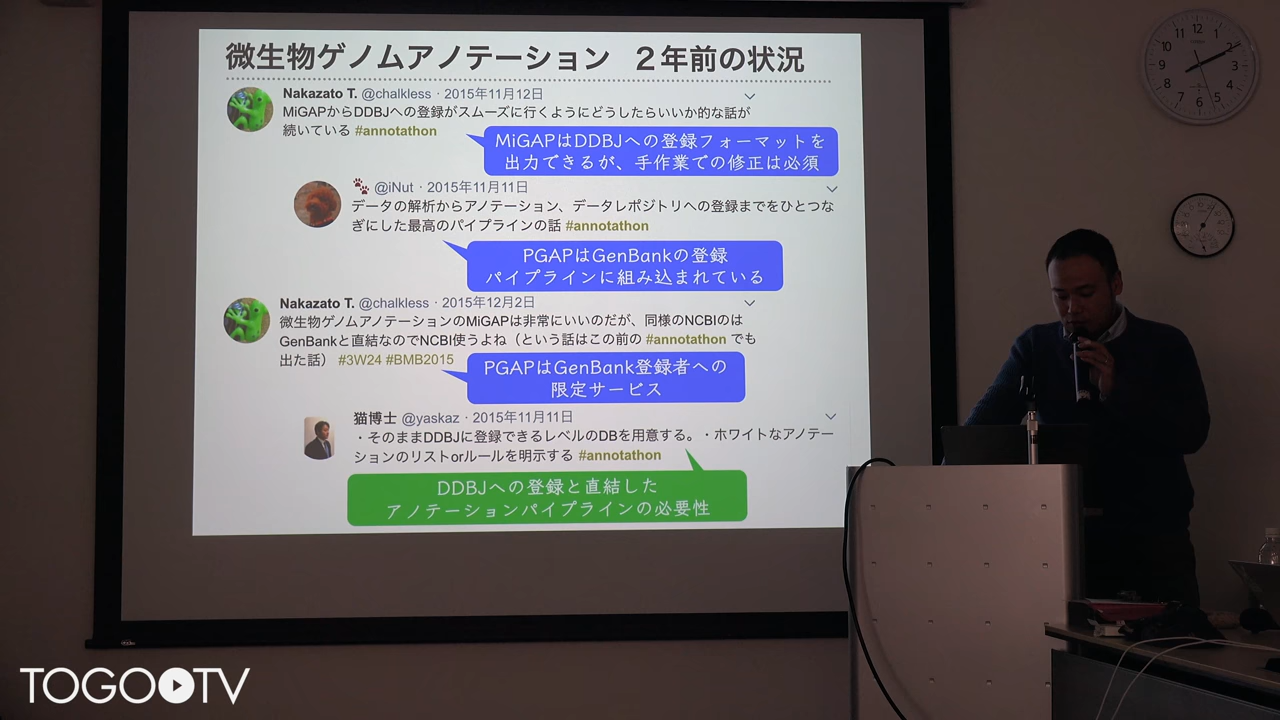 微生物ゲノムアノテーション ２年前の状況
Nakazato T. @chalkless · 2015年11月12日
MiGAPからDDBJへの登録がスムーズに行くようにどうしたらいいか的な話が
続いている #annotathon
MiGAPはDDBJへの登録フォーマットを
出力できるが、手作業での修正は必須
@iNut · 2015年11月11日
データの解析からアノテーション、データレポジトリへの登録までをひとつな
ぎにした最高のパイプラインの話 #annotathon
PGAPはGenBankの登録
パイプラインに組み込まれている
Nakazato T. @chalkless · 2015年12月2日
微生物ゲノムアノテーションのMiGAPは非常にいいのだが、同様のNCBIのは
GenBankと直結なのでNCBI使うよね（という話はこの前の #annotathon でも
出た話） #3W24 #BMB2015
PGAPはGenBank登録者への
限定サービス
猫博士 @yaskaz · 2015年11月11日
・そのままDDBJに登録できるレベルのDBを用意する。・ホワイトなアノテー
ションのリストorルールを明示する #annotathon
DDBJへの登録と直結した
アノテーションパイプラインの必要性
12
1
2
3
4
5
6
7
8
9
10
11
TOGOTV